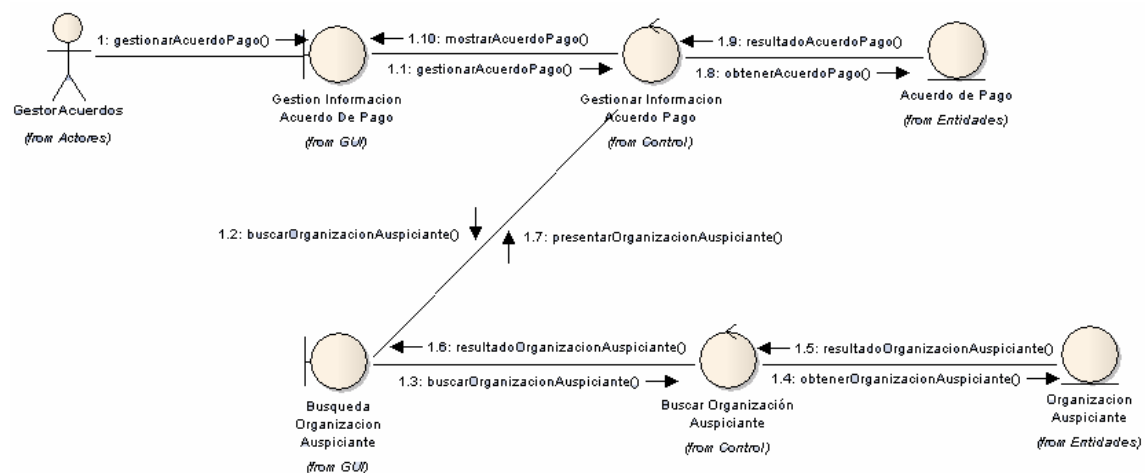 1: gestionarAcuerdoPago()
1.10: mostrarAcuerdoPago()
1.1: gestionarAcuerdoPago()
1.9: resultadoAcuerdoPago()
1.8: obtenerAcuerdoPago()
GestorAcuerdos
(from Actores)
Gestion Informacion
Acuerdo De Pago
(from GUI)
Gestionar Informacion
Acuerdo Pago
(from Control)
Acuerdo de Pago
(from Entidades)
1.2: buscarOrganizacionAuspiciante()
1.7: presentarOrganizacionAuspiciante()
1.6: resultadoOrganizacionAuspiciante()
1.3: buscarOrganizacionAuspiciante()
1.5: resultadoOrganizacionAuspiciante()
1.4: obtenerOrganizacionAuspiciante()
Busqueda
Organizacion
Auspiciante
(from GUI)
Buscar Organización
Auspiciante
(from Control)
Organizacion
Auspiciante
(from Entidades)